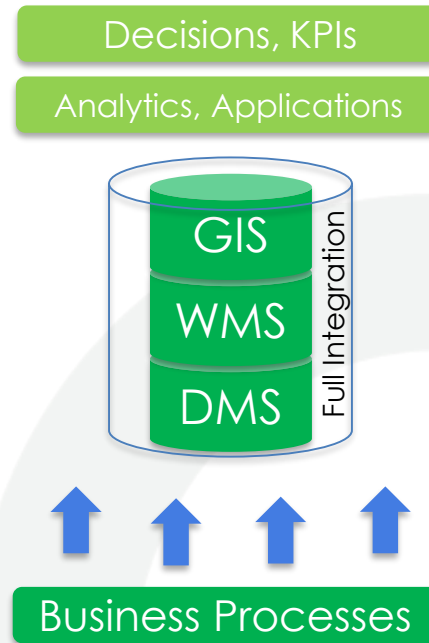 Decisions, KPIs
Analytics, Applications
GIS
WMS
DMS
Full Integration
Business Processes